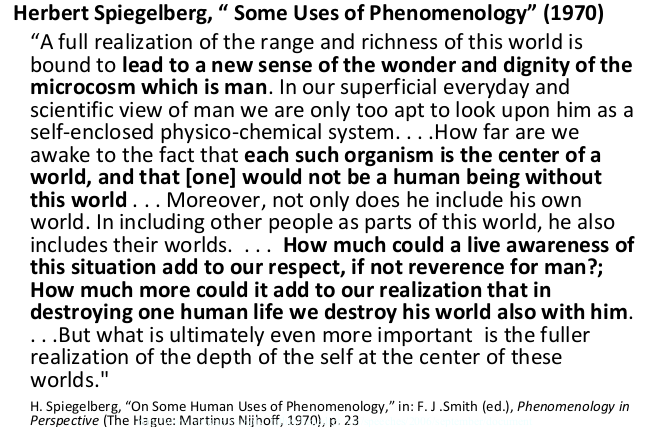 Herbert Spiegelberg, “ Some Uses of Phenomenology” (1970)
“A full realization of the range and richness of this world is
bound to lead to a new sense of the wonder and dignity of the
microcosm which is man. In our superficial everyday and
scientific view of man we are only too apt to look upon him as a
self-enclosed physico-chemical system. . . .How far are we
awake to the fact that each such organism is the center of a
world, and that [one] would not be a human being without
this world . . . Moreover, not only does he include his own
world. In including other people as parts of this world, he also
includes their worlds.  . . .  How much could a live awareness of
this situation add to our respect, if not reverence for man?;
How much more could it add to our realization that in
destroying one human life we destroy his world also with him.
. . .But what is ultimately even more important  is the fuller
realization of the depth of the self at the center of these
worlds."
H. Spiegelberg, “On Some Human Uses of Phenomenology,” in: F. J .Smith (ed.), Phenomenology in
Perspective (The Hague: Martinus Nijhoff, 1970), p. 23